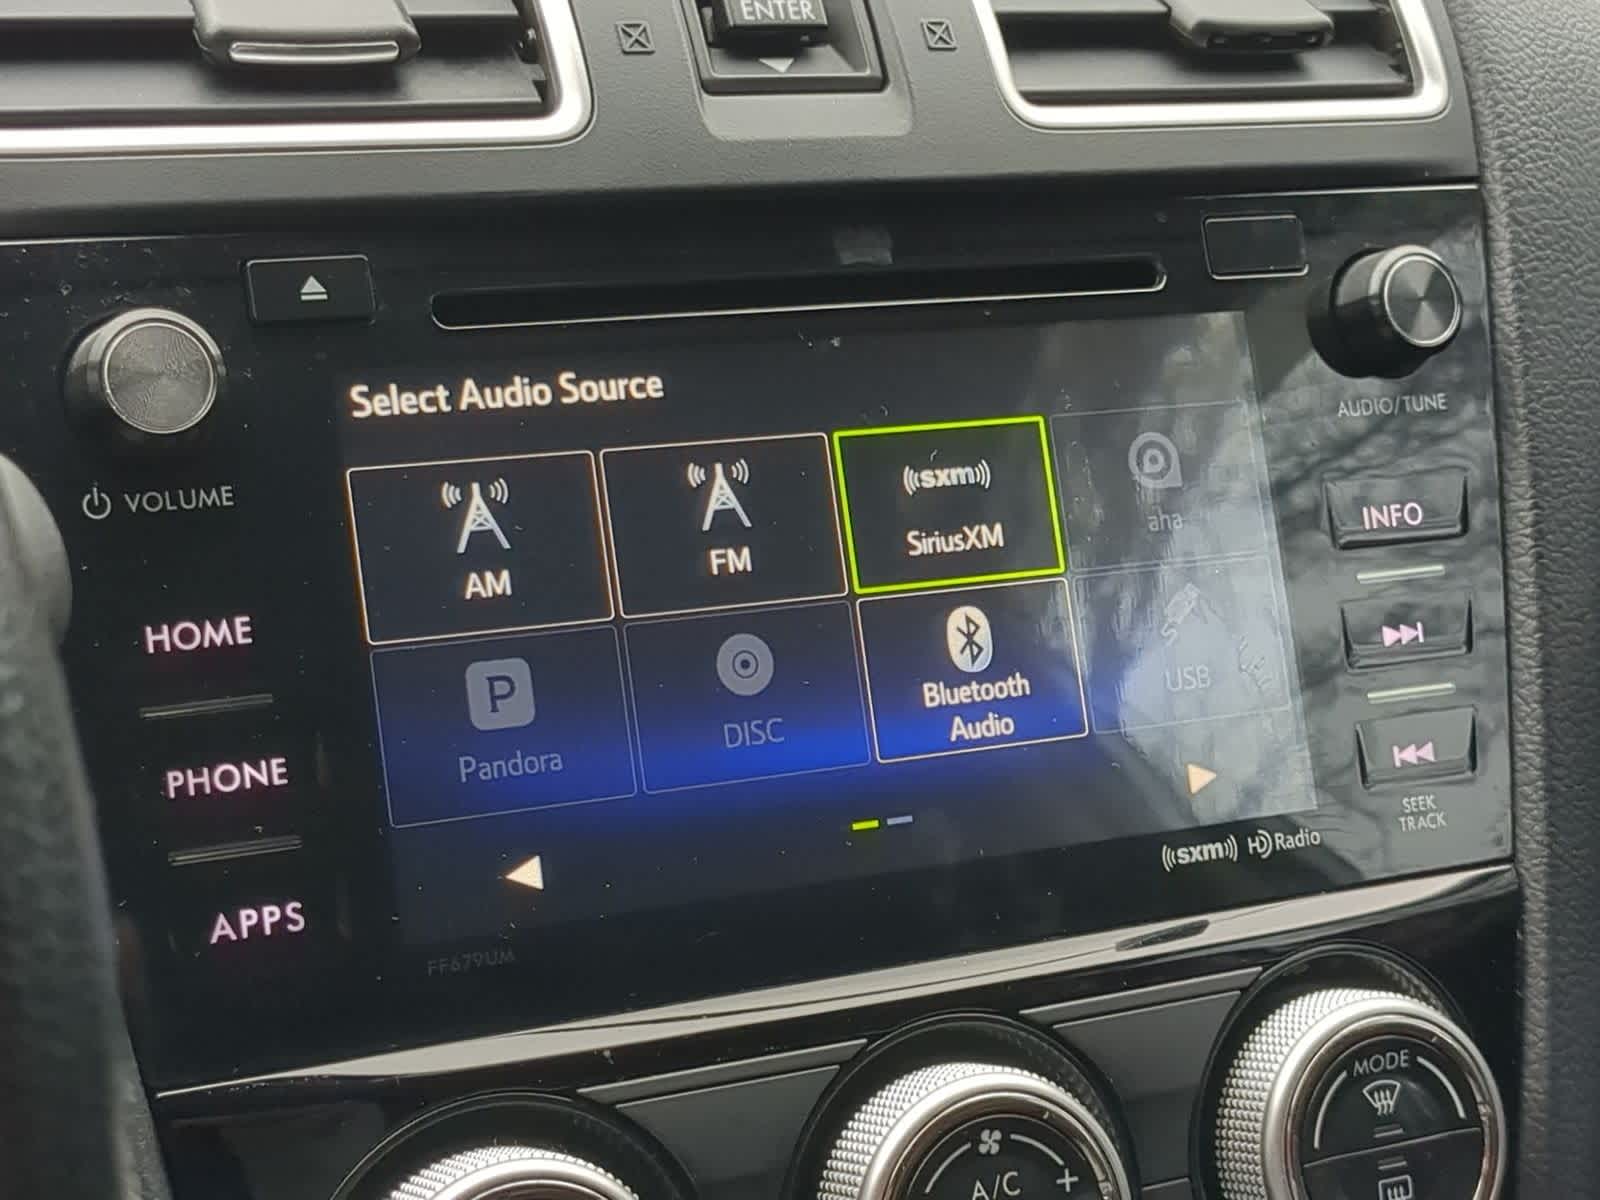 ENTER
Select Audio Source
AUDIO/TUNE
VOLUME
AM
FM
((sxm))
SiriusXM
aha
INFO
HOME
P
Pandora
DISC
Bluetooth
Audio
USB
PHONE
SEEK
TRACK
((sxm)) HD Radio
APPS
FF679UM
MODE
A/C +